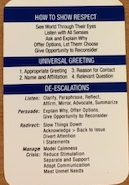 HOW TO SHOW RESPECT
See World Through Their Eyes
Listen with All Senses
Ask and Explain Why
Offer Options, Let Them Choose
Give Opportunity to Reconsider
UNIVERSAL GREETING
1. Appropriate Greeting 3. Reason for Contact
2. Name and Affiliation 4. Relevant Question
DE-ESCALATIONS
Listen: Clarify, Paraphrase, Reflect,
Affirm, Mirror, Advocate, Summarize
Persuade: Explain Why, Offer Options,
Give Opportunity to Reconsider
Redirect: Slow Things Down
Acknowledge > Back to Issue
Divert Attention
I Statements
Manage Crisis: Model Calmness
Reduce Stimulation
Separate and Support
Adapt Communication
Meet Unmet Needs